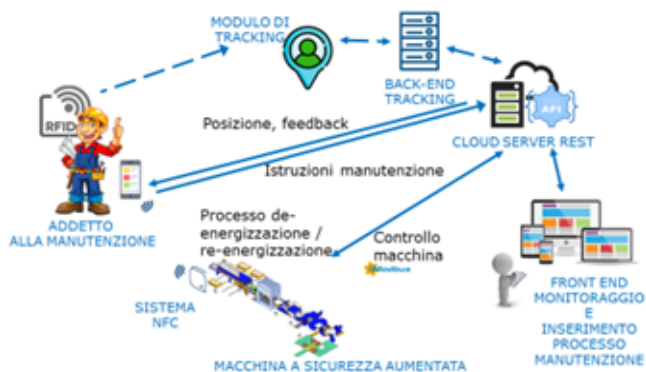 MODULO DI
TRACKING
RFID
BACK-END
TRACKING
API
CLOUD SERVER REST
Posizione, feedback
Istruzioni manutenzione
ADDETTO
ALLA MANUTENZIONE
Processo de-
energizzazione /
re-energizzazione
Controllo
macchina
Modbus
SISTEMA
NFC
MACCHINA A SICUREZZA AUMENTATA
FRONT END
MONITORAGGIO
E
INSERIMENTO
PROCESSO
MANUTENZIONE